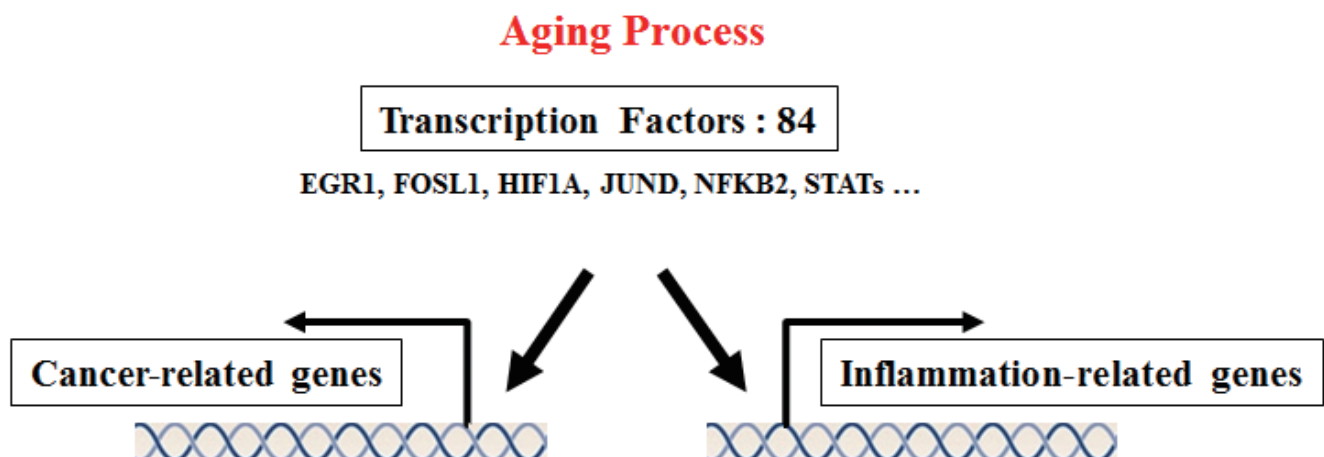 Aging Process
Transcription Factors : 84
EGR1, FOSL1, HIF1A, JUND, NFKB2, STATs ...
Cancer-related genes
Inflammation-related genes